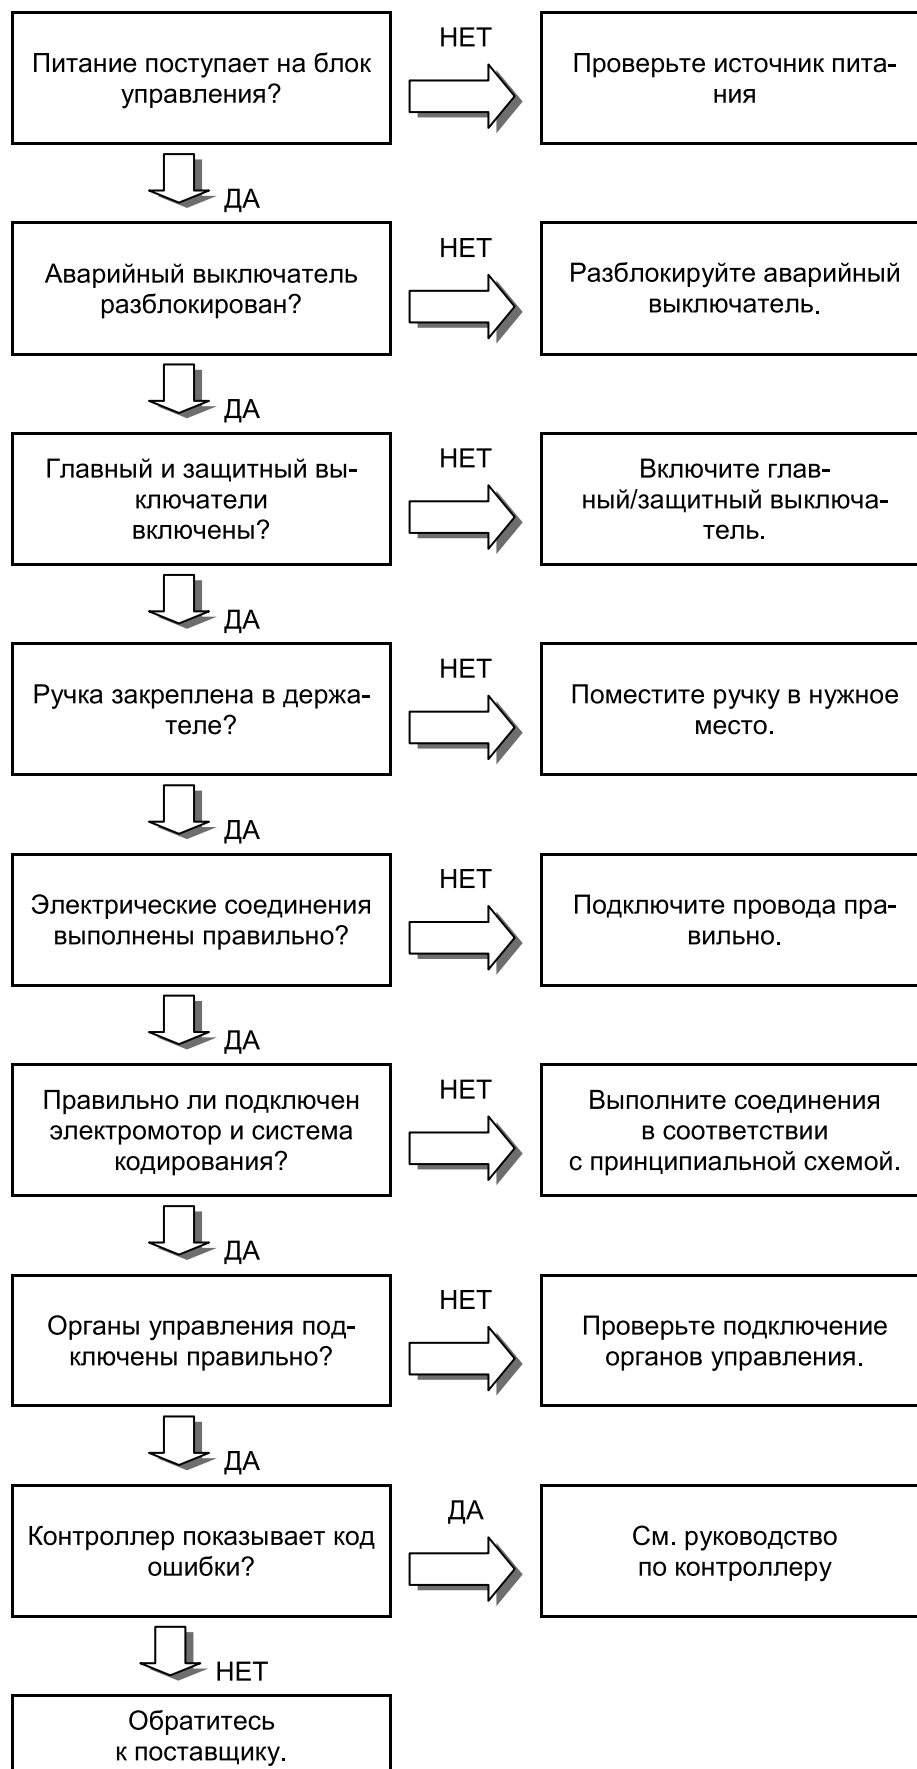 Питание поступает на блок
управления?
НЕТ
Проверьте источник пита-
ния
ДА
Аварийный выключатель
разблокирован?
НЕТ
Разблокируйте аварийный
выключатель.
ДА
Главный и защитный вы-
ключатели
включены?
НЕТ
Включите глав-
ный/защитный выключа-
тель.
ДА
Ручка закреплена в держа-
теле?
НЕТ
Поместите ручку в нужное
место.
ДА
Электрические соединения
выполнены правильно?
НЕТ
Подключите провода пра-
вильно.
ДА
Правильно ли подключен
электромотор и система
кодирования?
НЕТ
Выполните соединения
в соответствии
с принципиальной схемой.
ДА
Органы управления под-
ключены правильно?
НЕТ
Проверьте подключение
органов управления.
ДА
Контроллер показывает код
ошибки?
ДА
См. руководство
по контроллеру
НЕТ
Обратитесь
к поставщику.